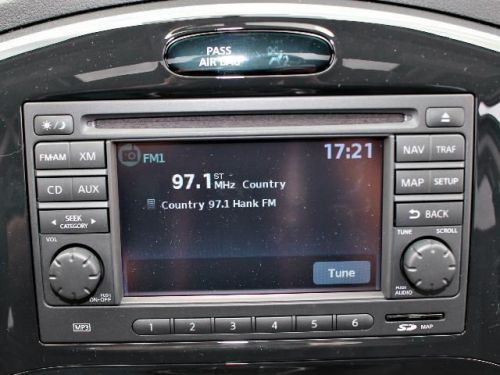 PASS
AIR BAG
FM1
17:21
97.1 ST MHz Country
Country 97.1 Hank FM
Tune
FM·AM XM
CD AUX
SEEK
CATEGORY
VOL
PUSH
ON·OFF
MP3
NAV TRAF
MAP SETUP
BACK
TUNE SCROLL
PUSH
AUDIO
1 2 3 4 5 6
SD MAP